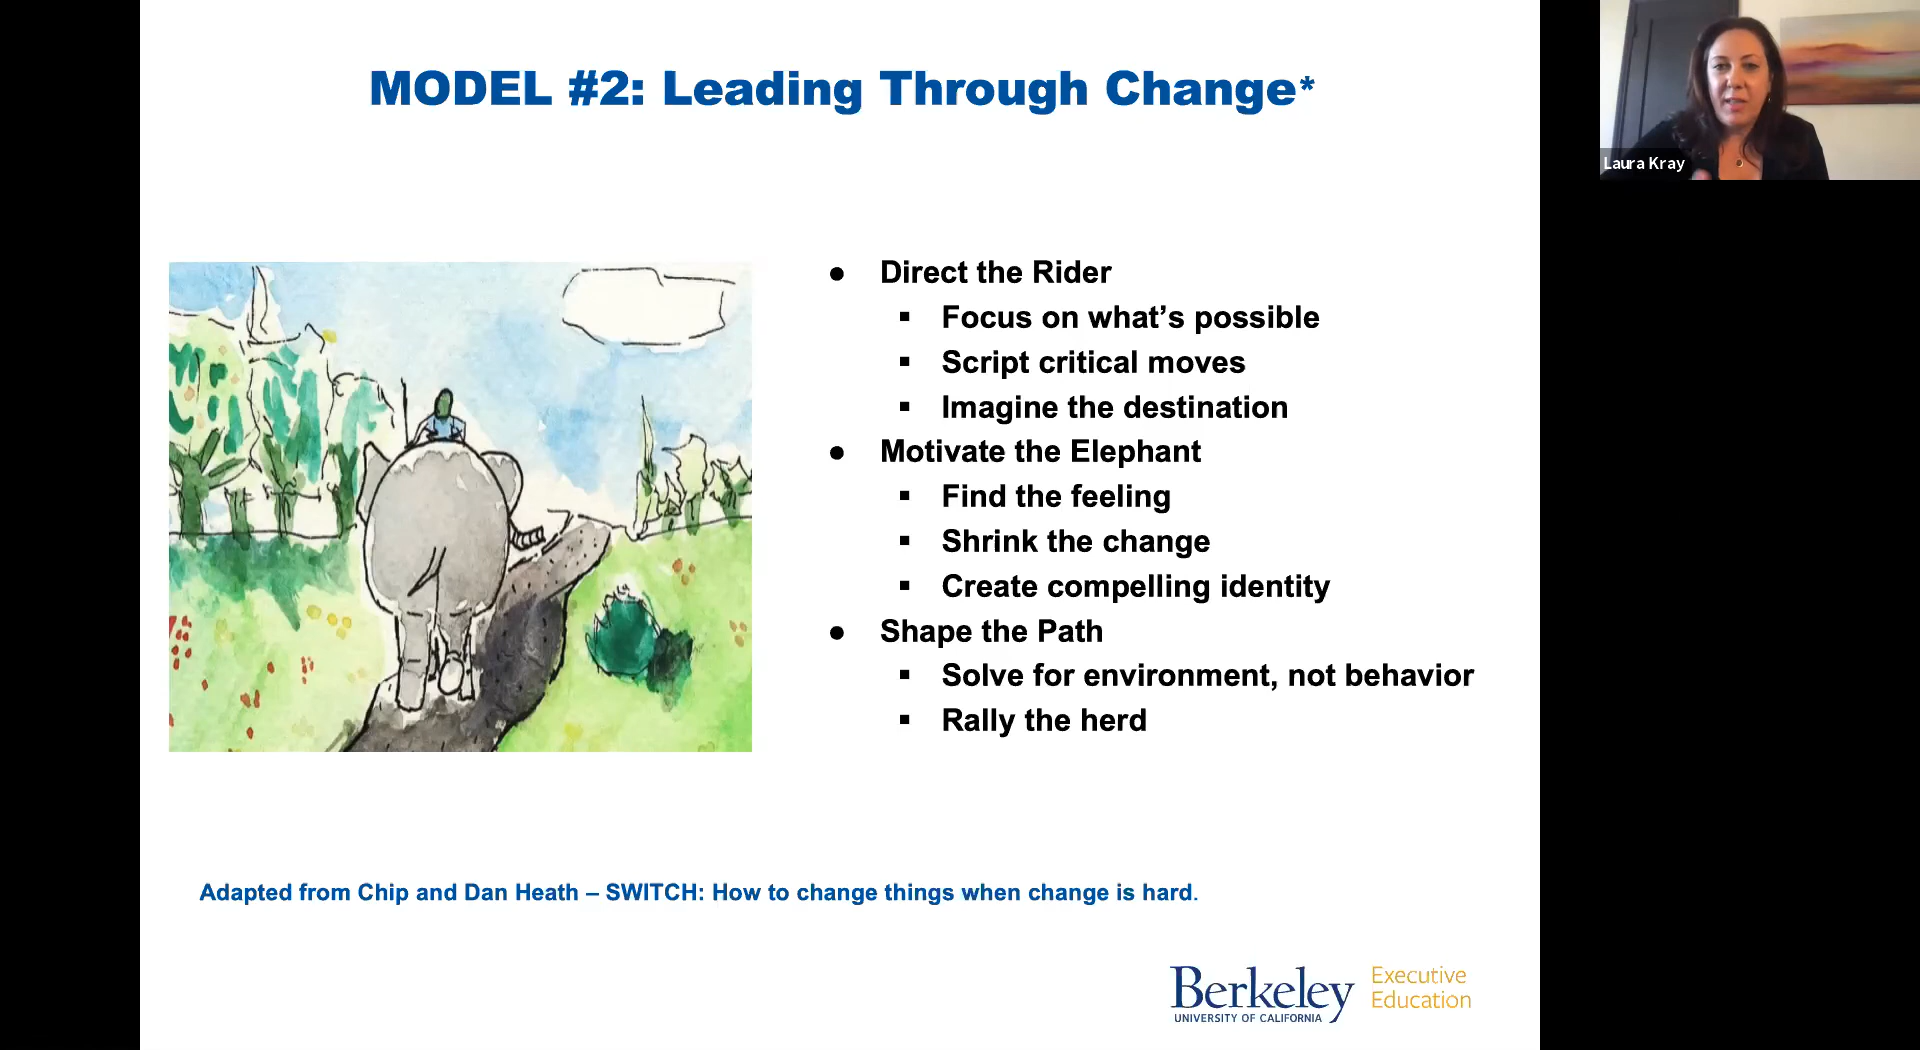 MODEL #2: Leading Through Change*
Laura Kray
● Direct the Rider
▪ Focus on what’s possible
▪ Script critical moves
▪ Imagine the destination
● Motivate the Elephant
▪ Find the feeling
▪ Shrink the change
▪ Create compelling identity
● Shape the Path
▪ Solve for environment, not behavior
▪ Rally the herd
Adapted from Chip and Dan Heath – SWITCH: How to change things when change is hard.
Berkeley
UNIVERSITY OF CALIFORNIA
Executive
Education